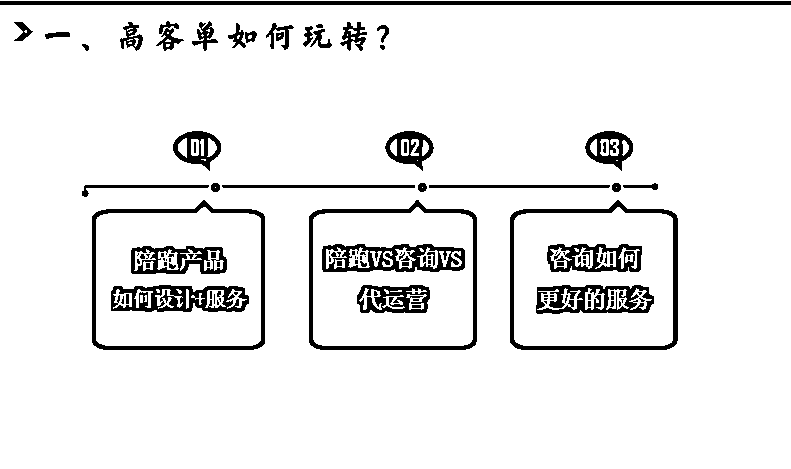 一、高客单如何玩转?
01
02
03
陪跑产品
如何设计+服务
陪跑VS咨询VS
代运营
咨询如何
更好的服务